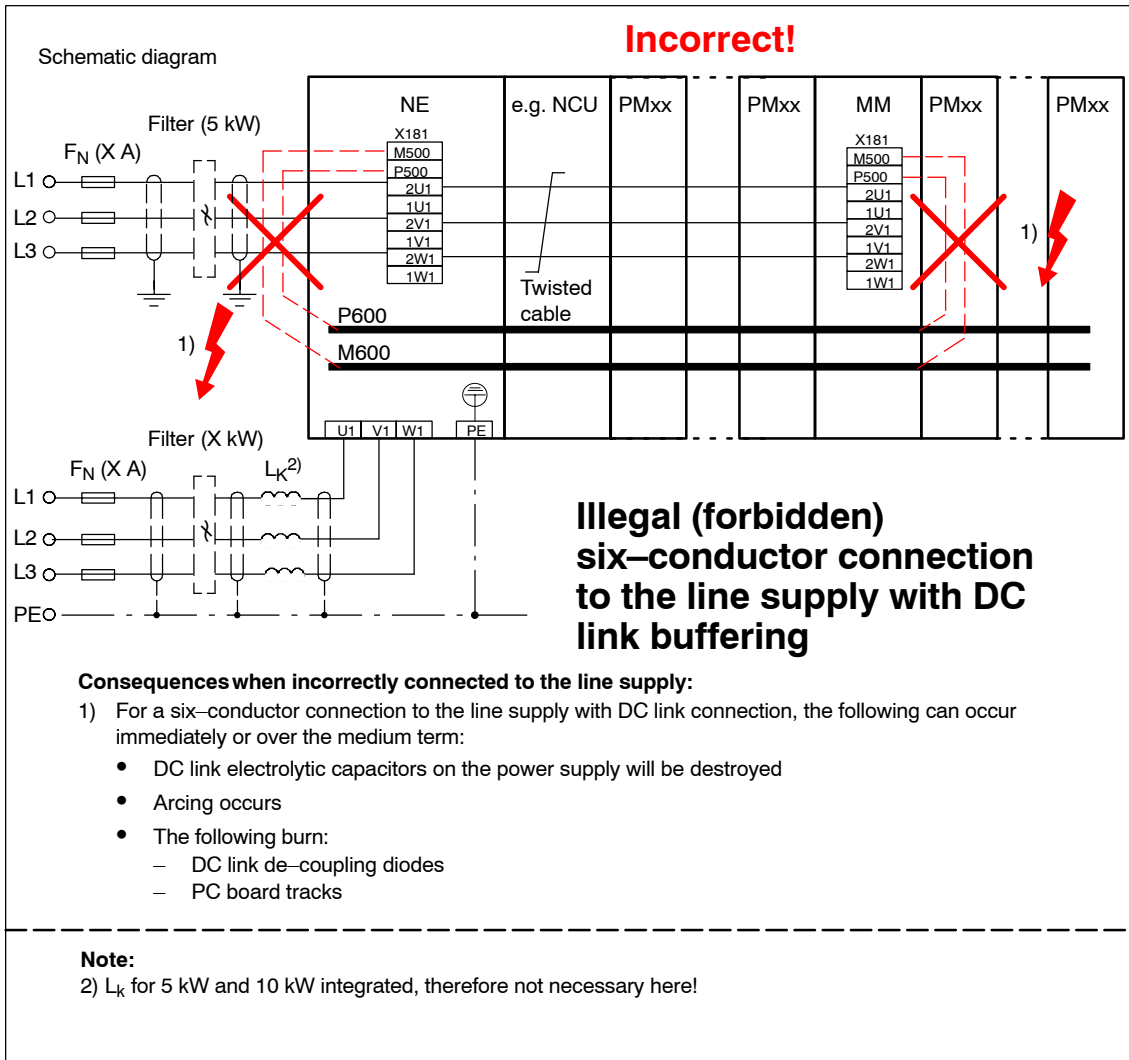 Incorrect!
Schematic diagram
NE
e.g. NCU
PMxx
PMxx
MM
PMxx
PMxx
Filter (5 kW)
FN (X A)
L1
L2
L3
X181
M500
P500
2U1
1U1
2V1
1V1
2W1
1W1
X181
M500
P500
2U1
1U1
2V1
1V1
2W1
1W1
1)
Twisted
cable
P600
1)
M600
U1 V1 W1 PE
Filter (X kW)
FN (X A)
LK2)
L1
L2
L3
PE
Illegal (forbidden)
six–conductor connection
to the line supply with DC
link buffering
Consequences when incorrectly connected to the line supply:
1) For a six–conductor connection to the line supply with DC link connection, the following can occur
immediately or over the medium term:
• DC link electrolytic capacitors on the power supply will be destroyed
• Arcing occurs
• The following burn:
– DC link de–coupling diodes
– PC board tracks
Note:
2) Lk for 5 kW and 10 kW integrated, therefore not necessary here!